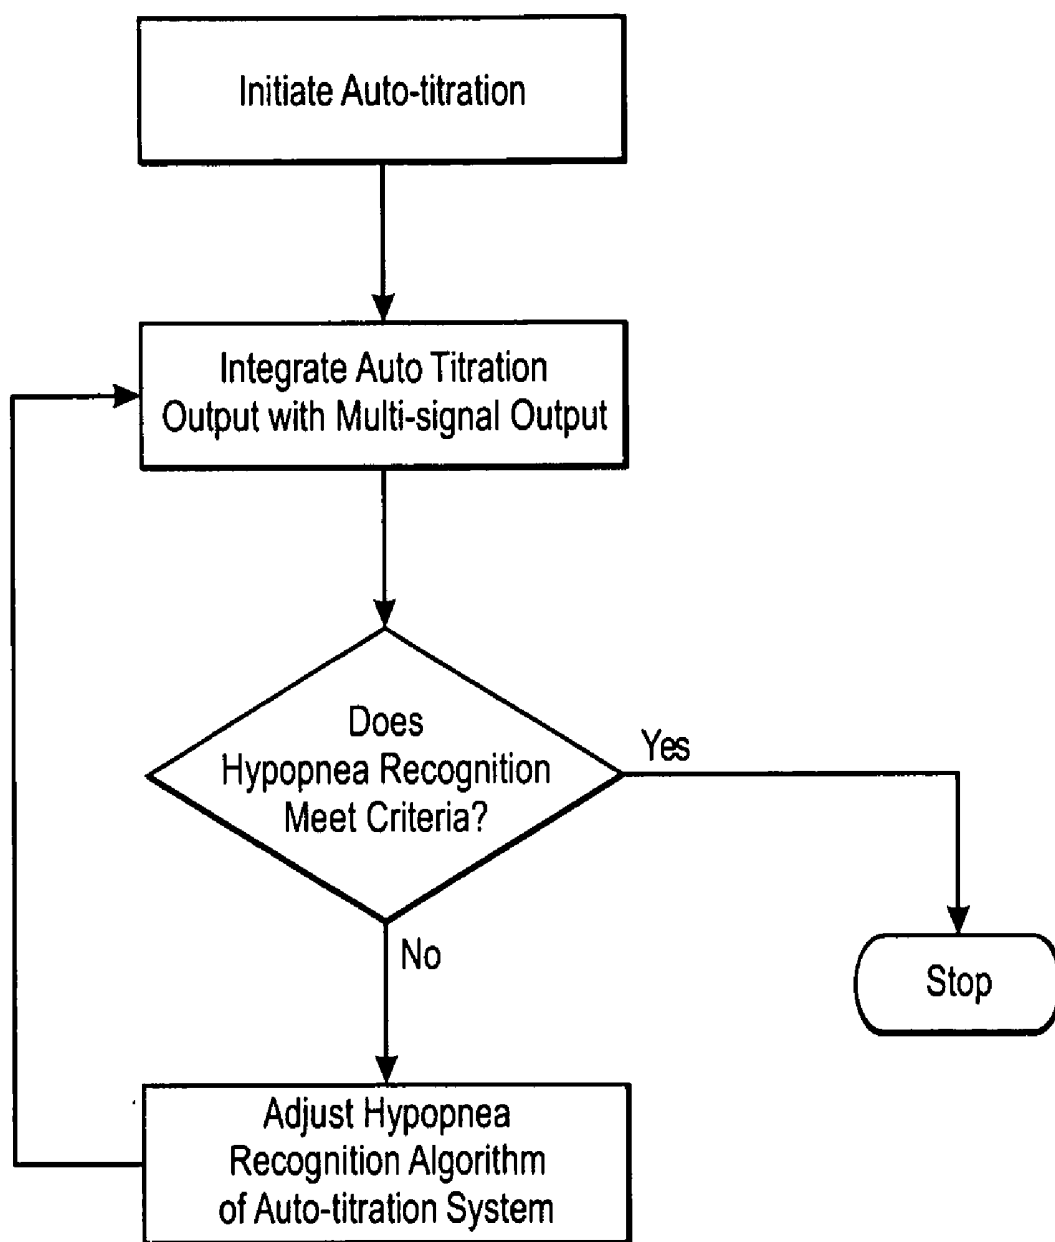 Initiate Auto-titration
Integrate Auto Titration
Output with Multi-signal Output
Does
Hypopnea Recognition
Meet Criteria?
Yes
No
Stop
Adjust Hypopnea
Recognition Algorithm
of Auto-titration System